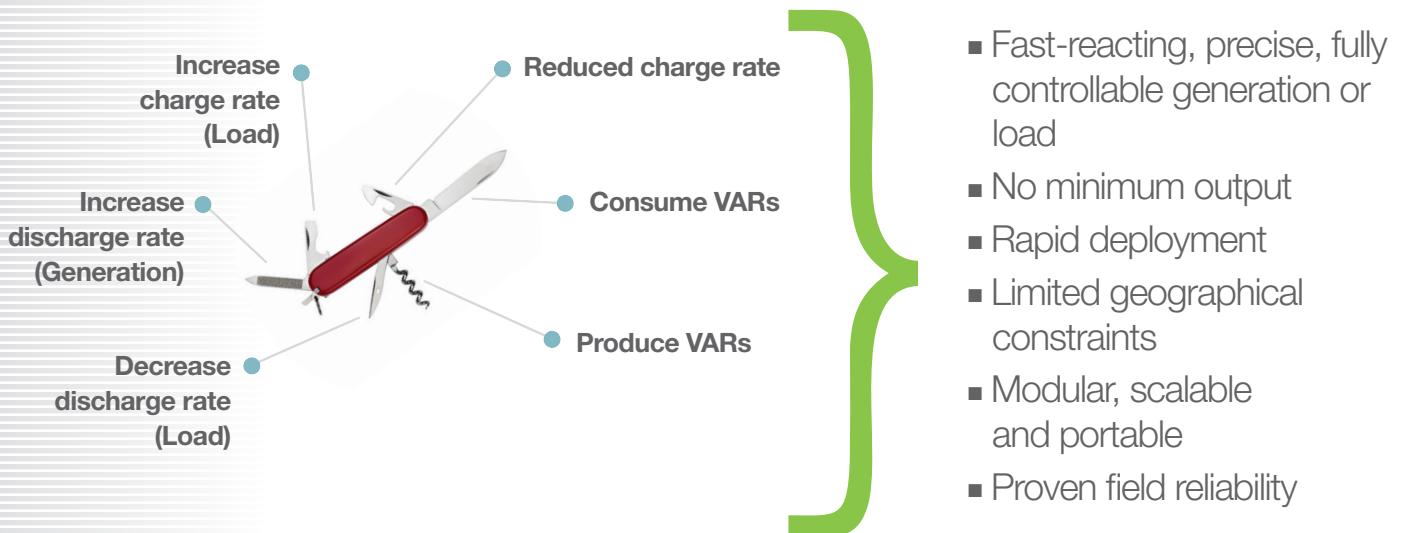 Increase
charge rate
(Load)
Increase
discharge rate
(Generation)
Decrease
discharge rate
(Load)
Reduced charge rate
Consume VARs
Produce VARs
■ Fast-reacting, precise, fully
controllable generation or
load
■ No minimum output
■ Rapid deployment
■ Limited geographical
constraints
■ Modular, scalable
and portable
■ Proven field reliability